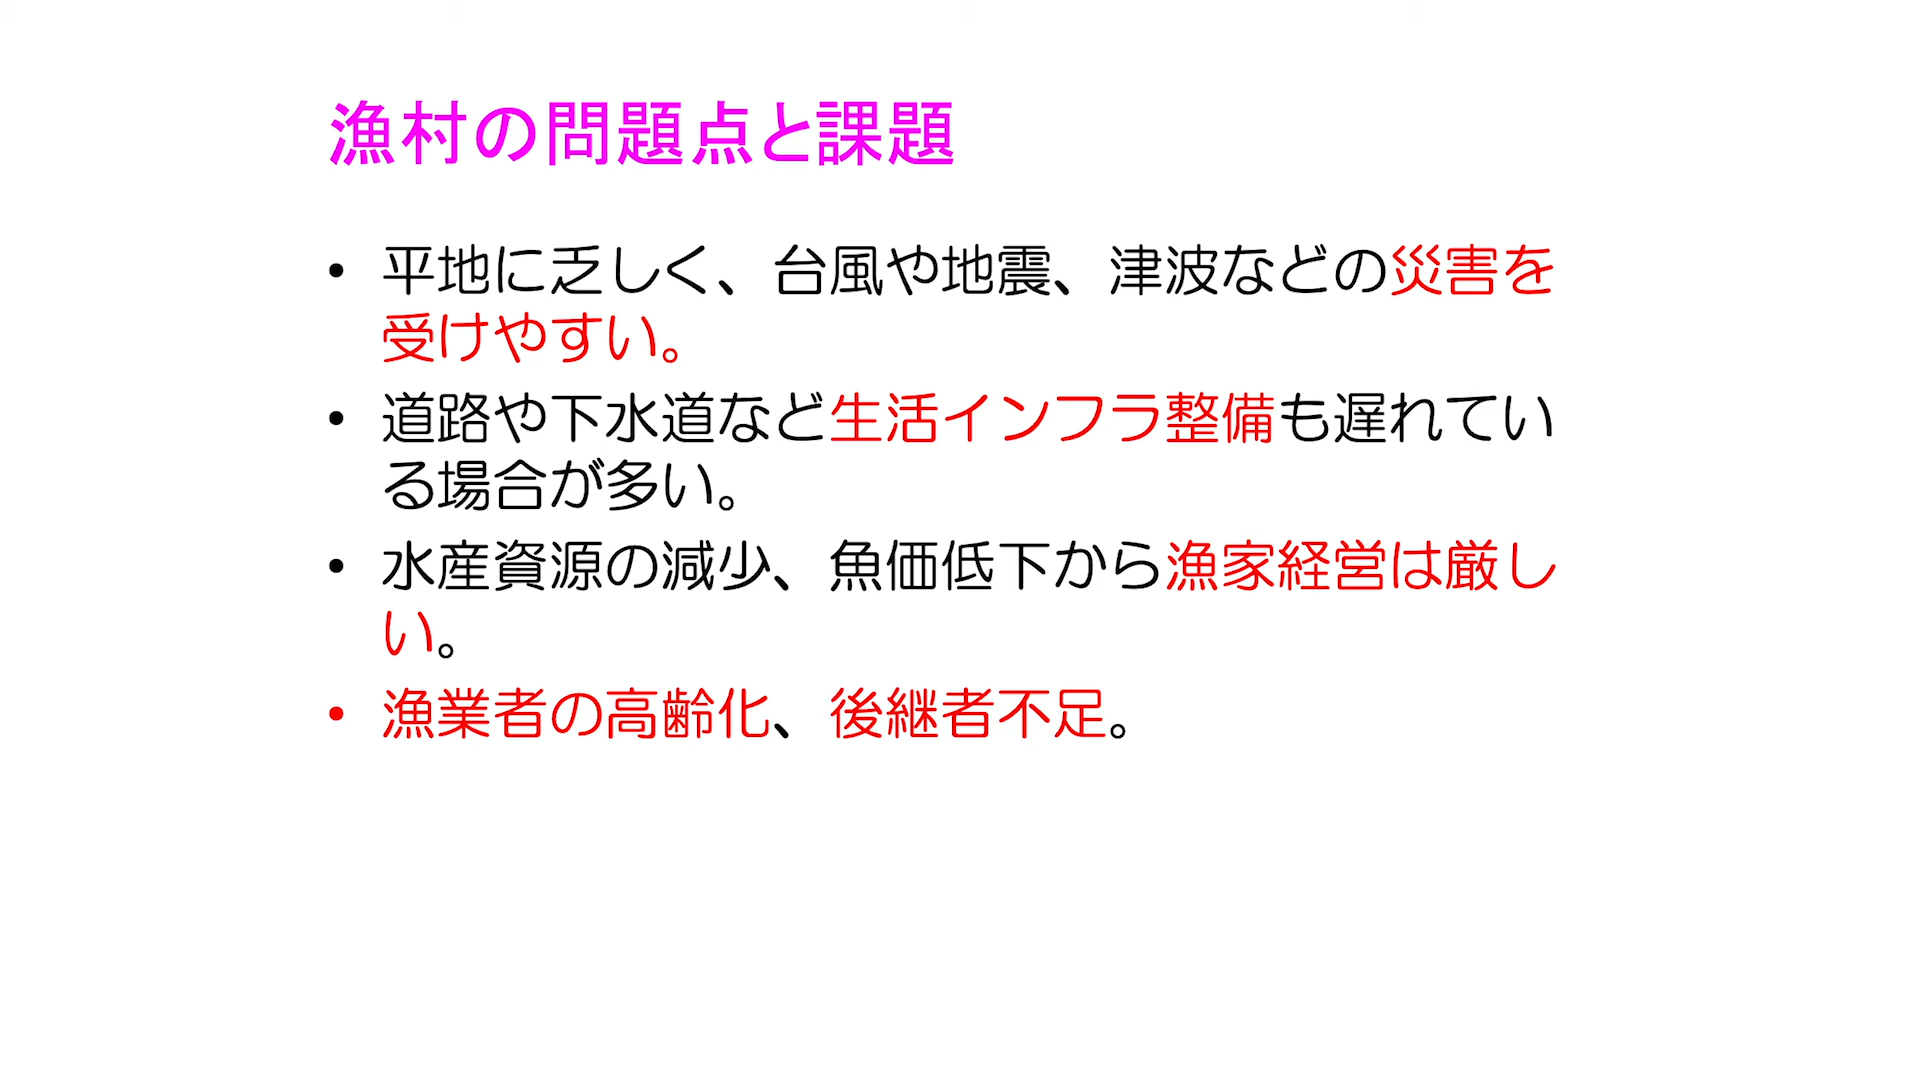 漁村の問題点と課題
• 平地に乏しく、台風や地震、津波などの災害を
受けやすい。
• 道路や下水道など生活インフラ整備も遅れてい
る場合が多い。
• 水産資源の減少、魚価低下から漁家経営は厳し
い。
• 漁業者の高齢化、後継者不足。